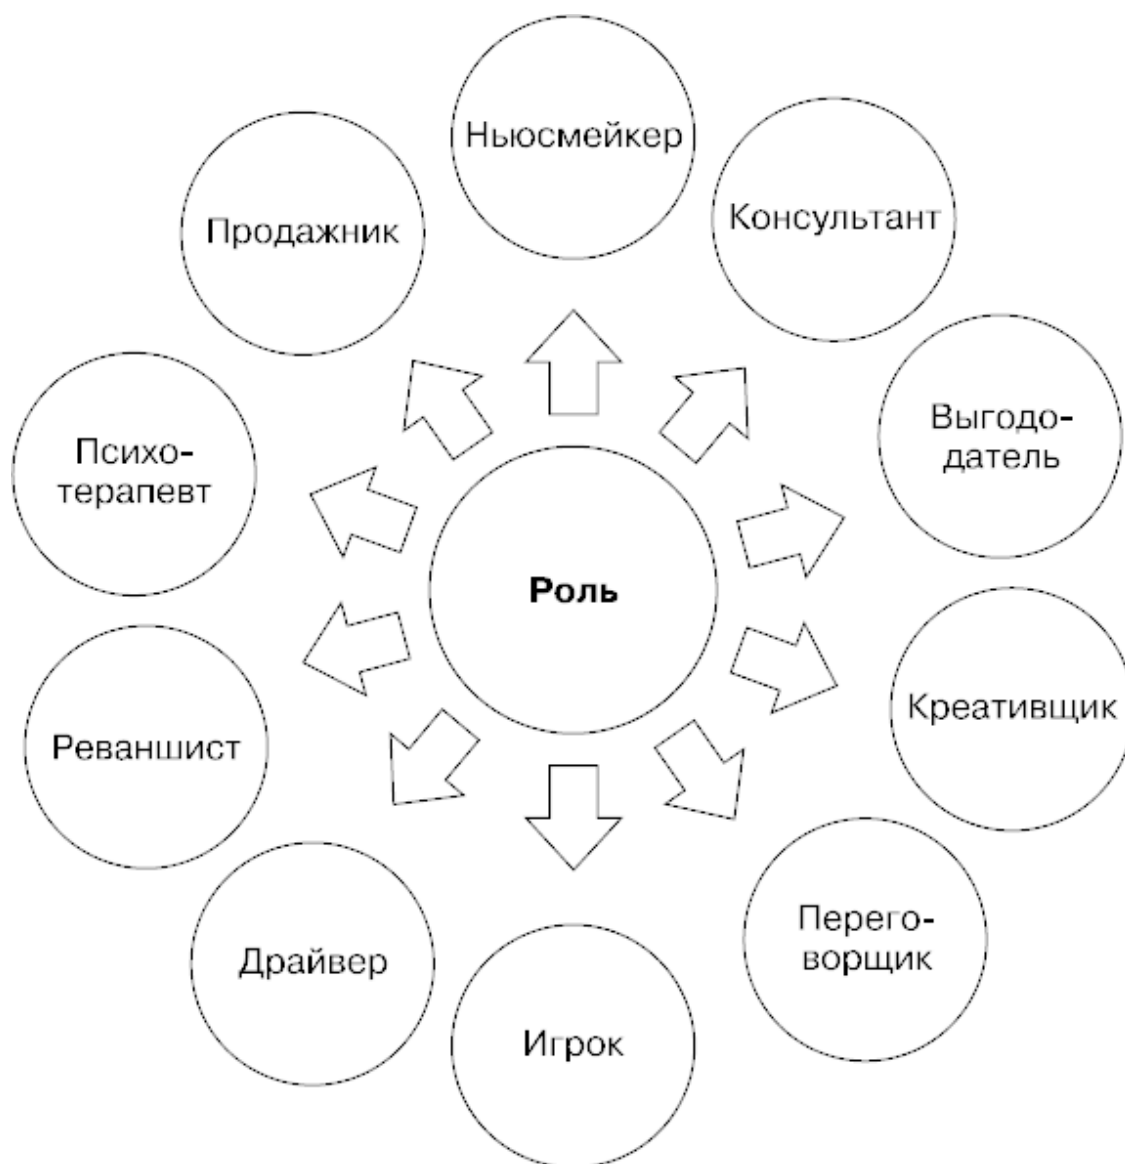 Ньюсмейкер
Консультант
Выгодо-
датель
Креативщик
Перего-
ворщик
Игрок
Драйвер
Реваншист
Психо-
терапевт
Продажник
Роль